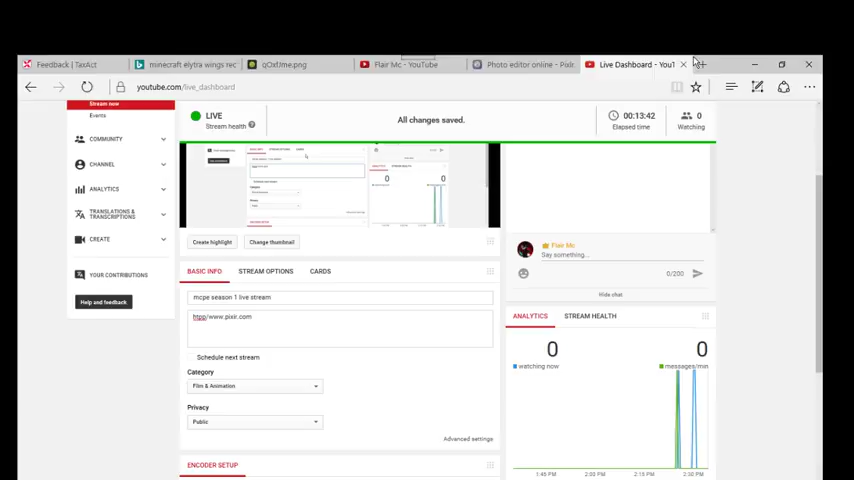 Feedback | TaxAct
minecraft elytra wings rec
qOxfJme.png
Flair Mc - YouTube
Photo editor online - Pixlr.
Live Dashboard - YouT
youtube.com/live_dashboard
Stream now
Events
COMMUNITY
CHANNEL
ANALYTICS
TRANSLATIONS &
TRANSCRIPTIONS
CREATE
YOUR CONTRIBUTIONS
Help and feedback
LIVE
Stream health
All changes saved.
00:13:42
Elapsed time
0
Watching
Create highlight
Change thumbnail
BASIC INFO
STREAM OPTIONS
CARDS
mcpe season 1 live stream
htpp/www.pixir.com
Schedule next stream
Category
Film & Animation
Privacy
Public
Advanced settings
ENCODER SETUP
Flair Mc
Say something...
0/200
Hide chat
ANALYTICS
STREAM HEALTH
0
watching now
0
messages/min
1:45 PM
2:00 PM
2:15 PM
2:30 PM